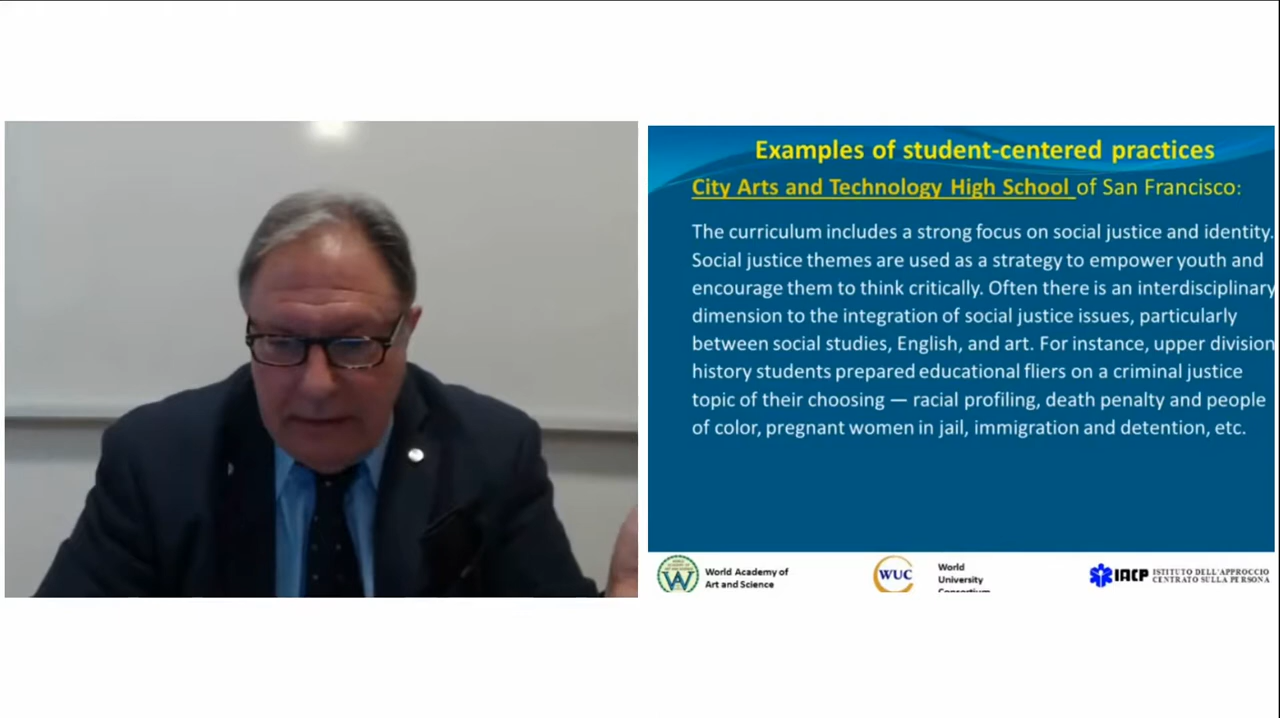 Examples of student-centered practices
City Arts and Technology High School of San Francisco:
The curriculum includes a strong focus on social justice and identity.
Social justice themes are used as a strategy to empower youth and
encourage them to think critically. Often there is an interdisciplinary
dimension to the integration of social justice issues, particularly
between social studies, English, and art. For instance, upper division
history students prepared educational fliers on a criminal justice
topic of their choosing — racial profiling, death penalty and people
of color, pregnant women in jail, immigration and detention, etc.
World Academy of
Art and Science
WUC
World
University
Consortium
IACP
ISTITUTO DELL'APPROCCIO
CENTRATO SULLA PERSONA